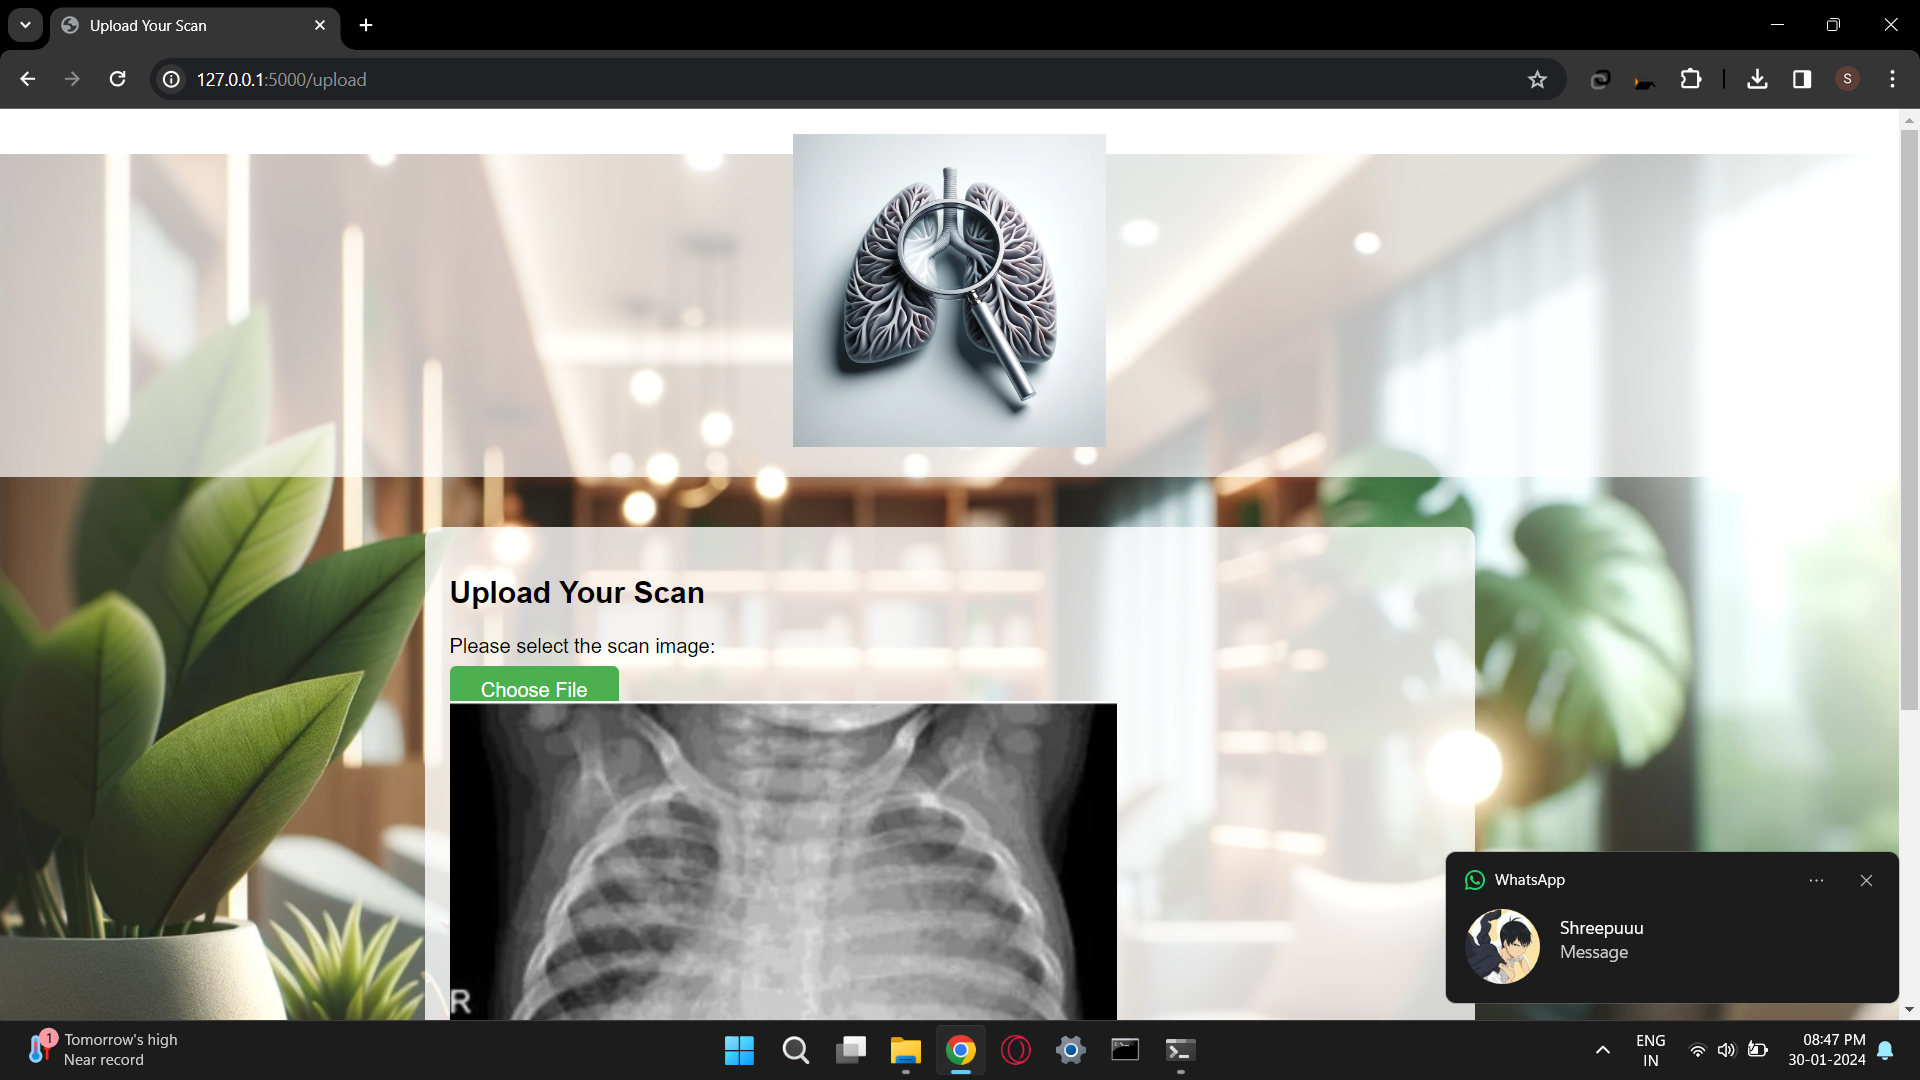 Upload Your Scan
127.0.0.1:5000/upload
S
Upload Your Scan
Please select the scan image:
Choose File
R
WhatsApp
Shreepuuu
Message
1
Tomorrow's high
Near record
ENG
IN
08:47 PM
30-01-2024